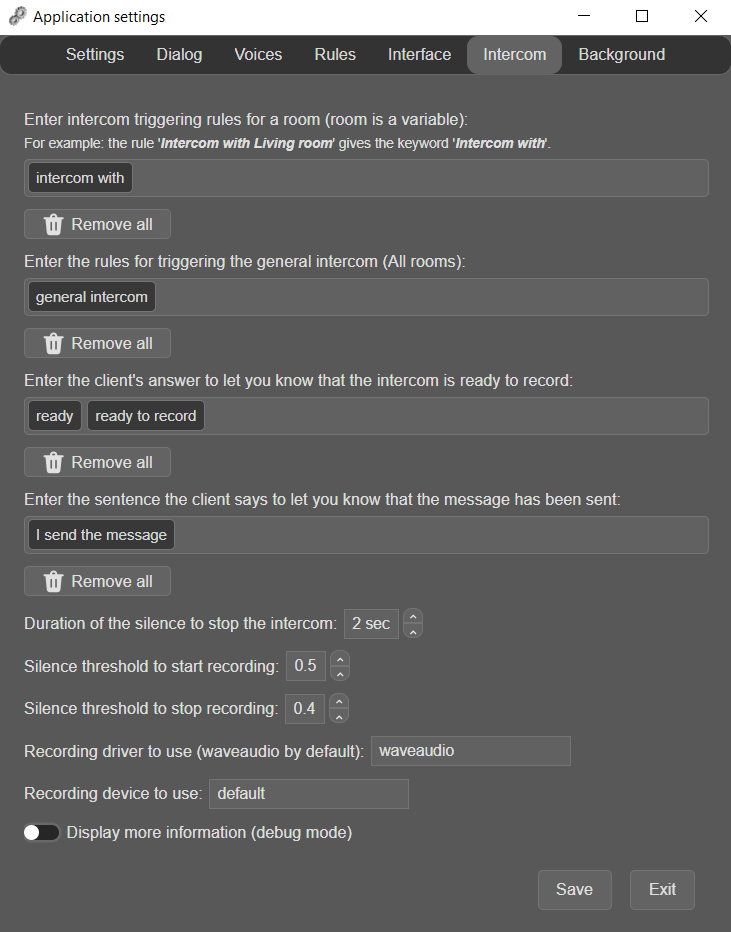 Application settings
Settings Dialog Voices Rules Interface Intercom Background
Enter intercom triggering rules for a room (room is a variable):
For example: the rule 'Intercom with Living room' gives the keyword 'Intercom with'.
intercom with
Remove all
Enter the rules for triggering the general intercom (All rooms):
general intercom
Remove all
Enter the client's answer to let you know that the intercom is ready to record:
ready ready to record
Remove all
Enter the sentence the client says to let you know that the message has been sent:
I send the message
Remove all
Duration of the silence to stop the intercom: 2 sec
Silence threshold to start recording: 0.5
Silence threshold to stop recording: 0.4
Recording driver to use (waveaudio by default): waveaudio
Recording device to use: default
Display more information (debug mode)
Save Exit